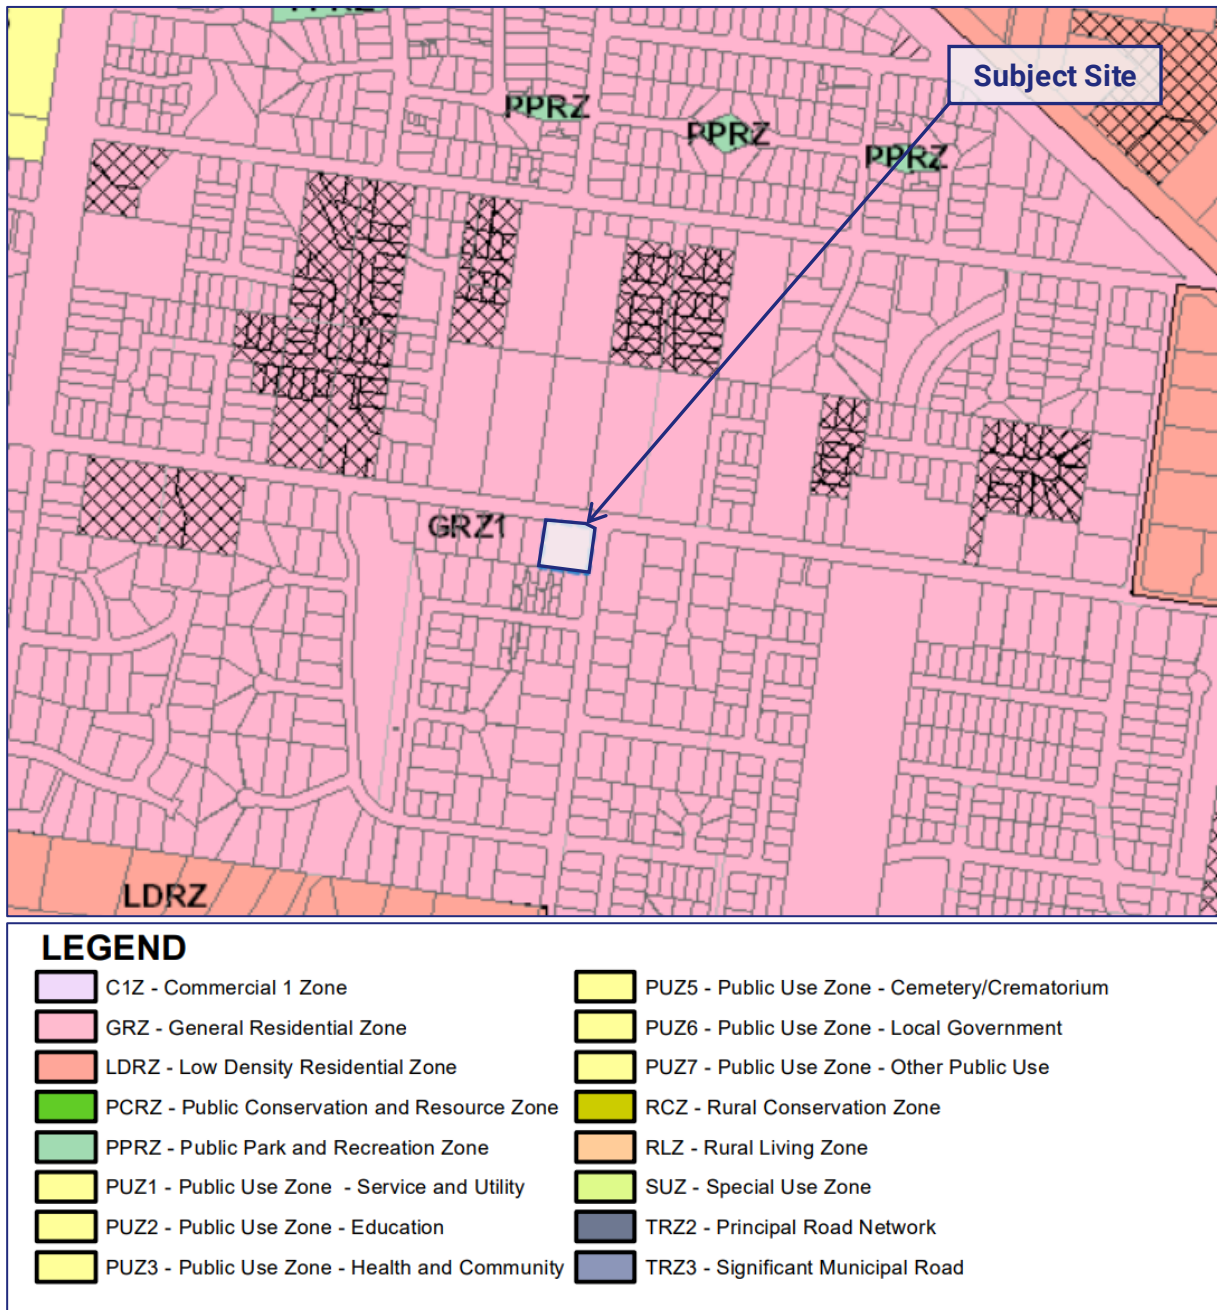 PPRZ
Subject Site
PPRZ
PPRZ
PPRZ
GRZ1
LDRZ
LEGEND
C1Z - Commercial 1 Zone
GRZ - General Residential Zone
LDRZ - Low Density Residential Zone
PCRZ - Public Conservation and Resource Zone
PPRZ - Public Park and Recreation Zone
PUZ1 - Public Use Zone - Service and Utility
PUZ2 - Public Use Zone - Education
PUZ3 - Public Use Zone - Health and Community
PUZ5 - Public Use Zone - Cemetery/Crematorium
PUZ6 - Public Use Zone - Local Government
PUZ7 - Public Use Zone - Other Public Use
RCZ - Rural Conservation Zone
RLZ - Rural Living Zone
SUZ - Special Use Zone
TRZ2 - Principal Road Network
TRZ3 - Significant Municipal Road